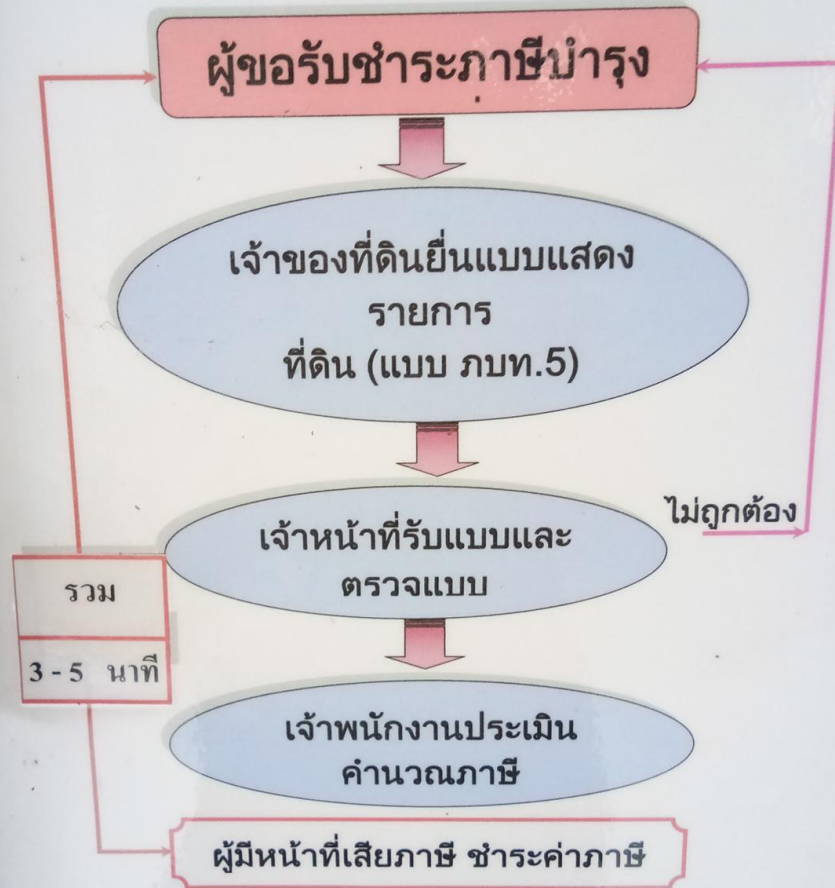 ผู้ขอรับชำระภาษีบำรุง
เจ้าของที่ดินยื่นแบบแสดง
รายการ
ที่ดิน (แบบ ภบท.5)
ไม่ถูกต้อง
เจ้าหน้าที่รับแบบและ
ตรวจแบบ
รวม
3 - 5 นาที
เจ้าพนักงานประเมิน
คำนวณภาษี
ผู้มีหน้าที่เสียภาษี ชำระค่าภาษี